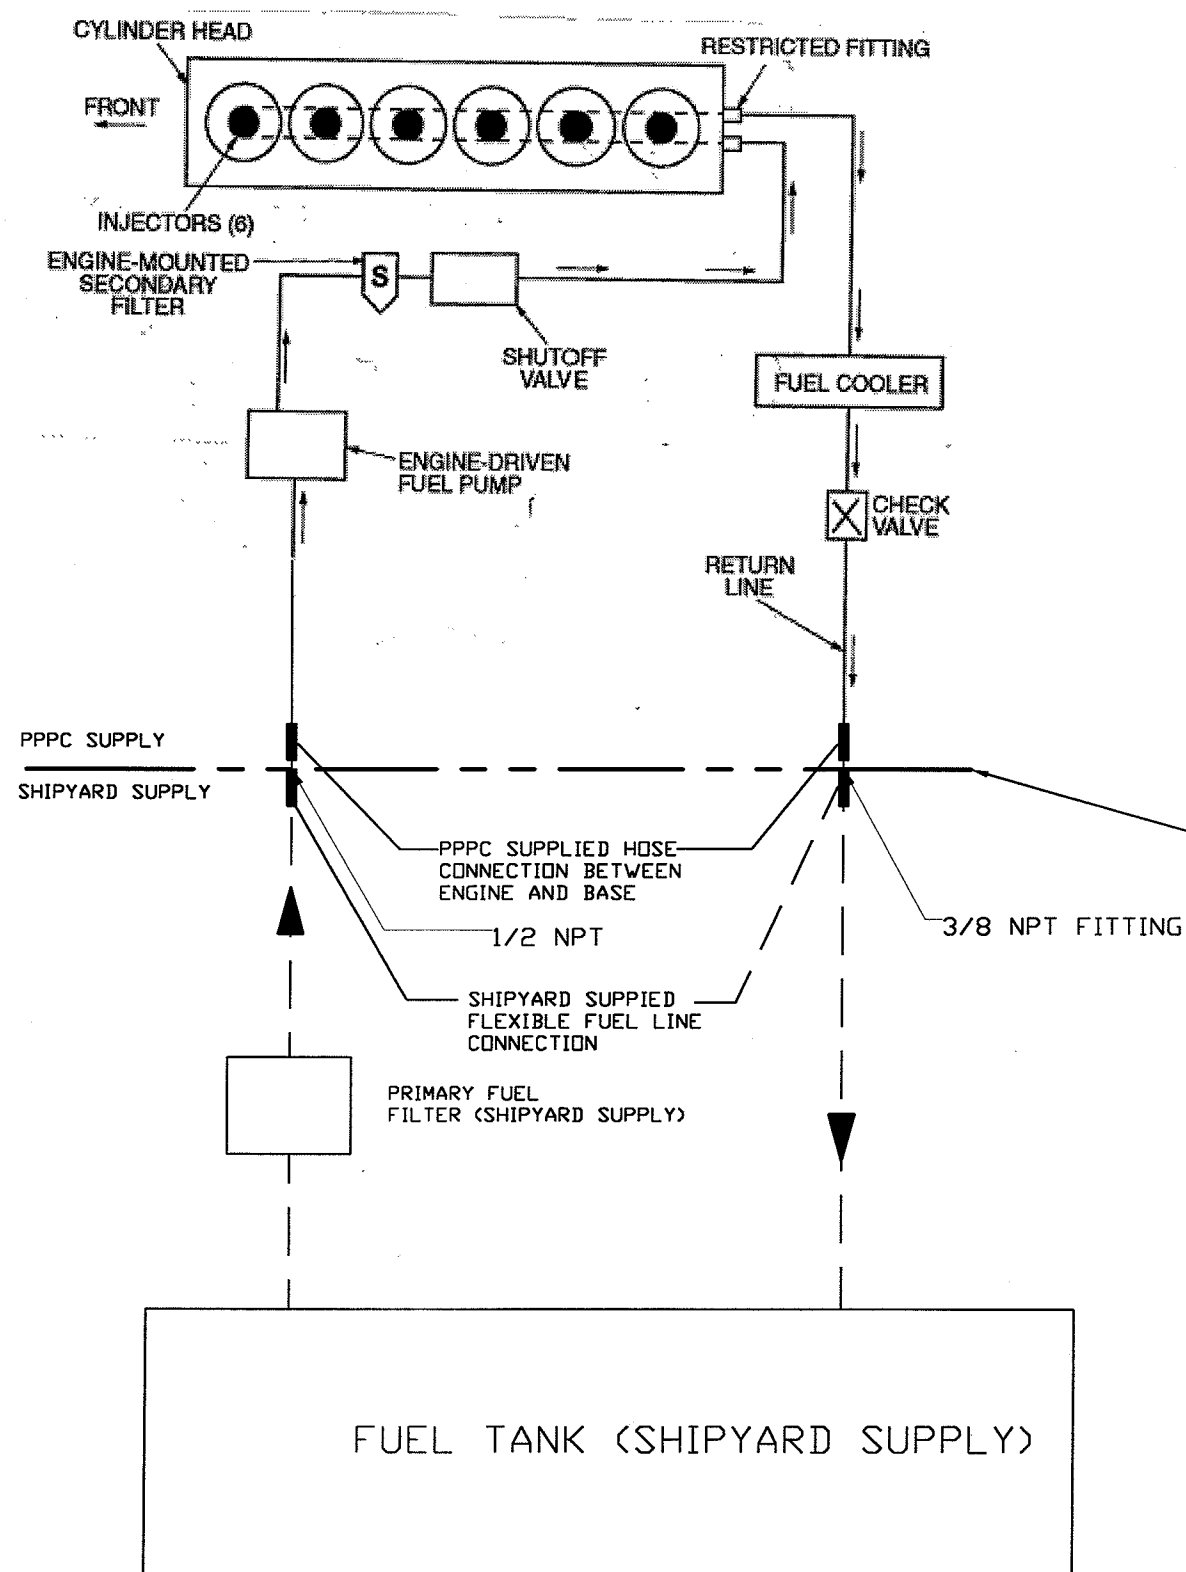 CYLINDER HEAD
RESTRICTED FITTING
FRONT
INJECTORS (6)
ENGINE-MOUNTED
SECONDARY
FILTER
S
SHUTOFF
VALVE
FUEL COOLER
ENGINE-DRIVEN
FUEL PUMP
CHECK
VALVE
RETURN
LINE
PPPC SUPPLY
SHIPYARD SUPPLY
PPPC SUPPLIED HOSE
CONNECTION BETWEEN
ENGINE AND BASE
1/2 NPT
3/8 NPT FITTING
SHIPYARD SUPPIED
FLEXIBLE FUEL LINE
CONNECTION
PRIMARY FUEL
FILTER (SHIPYARD SUPPLY)
FUEL TANK (SHIPYARD SUPPLY)